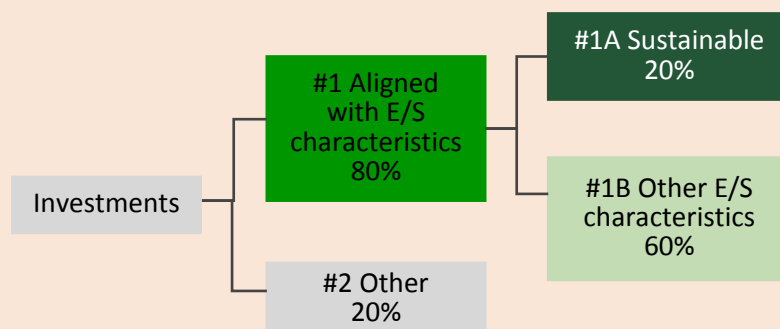 #1A Sustainable
20%
#1 Aligned
with E/S
characteristics
80%
#1B Other E/S
characteristics
60%
Investments
#2 Other
20%